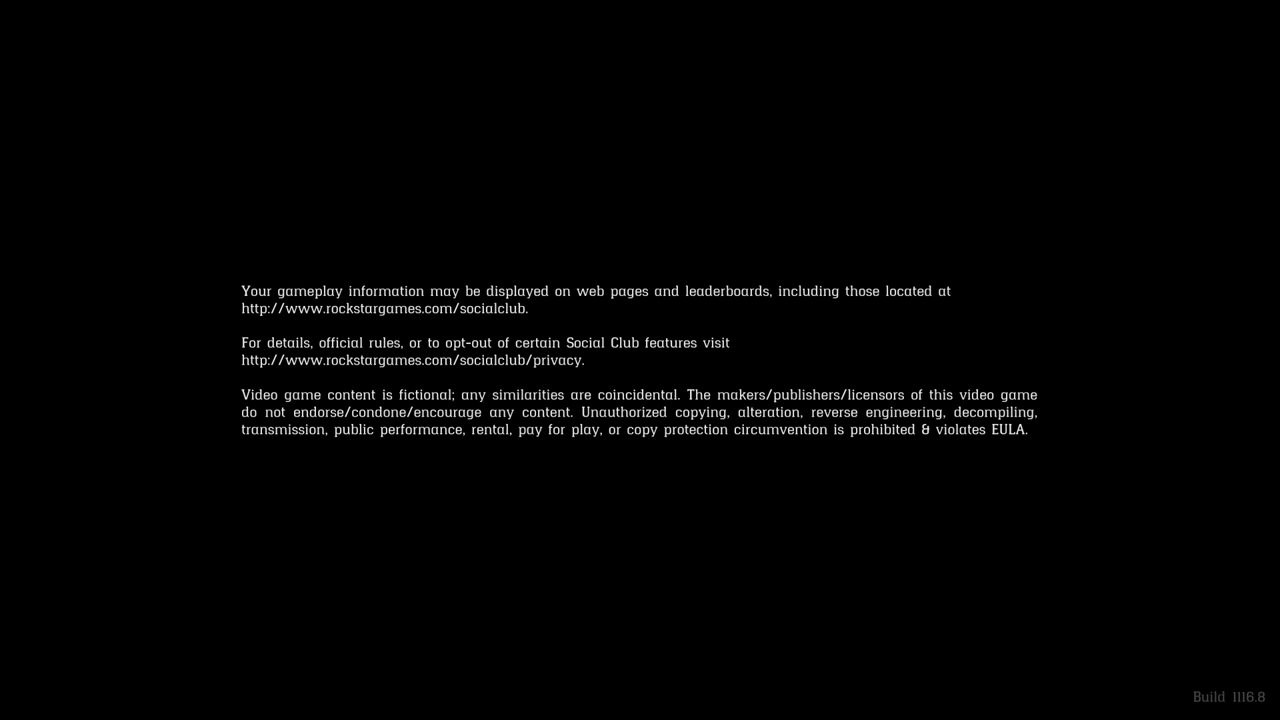 Your gameplay information may be displayed on web pages and leaderboards, including those located at
http://www.rockstargames.com/socialclub.
For details, official rules, or to opt-out of certain Social Club features visit
http://www.rockstargames.com/socialclub/privacy.
Video game content is fictional; any similarities are coincidental. The makers/publishers/licensors of this video game
do not endorse/condone/encourage any content. Unauthorized copying, alteration, reverse engineering, decompiling,
transmission, public performance, rental, pay for play, or copy protection circumvention is prohibited & violates EULA.
Build 1116.8